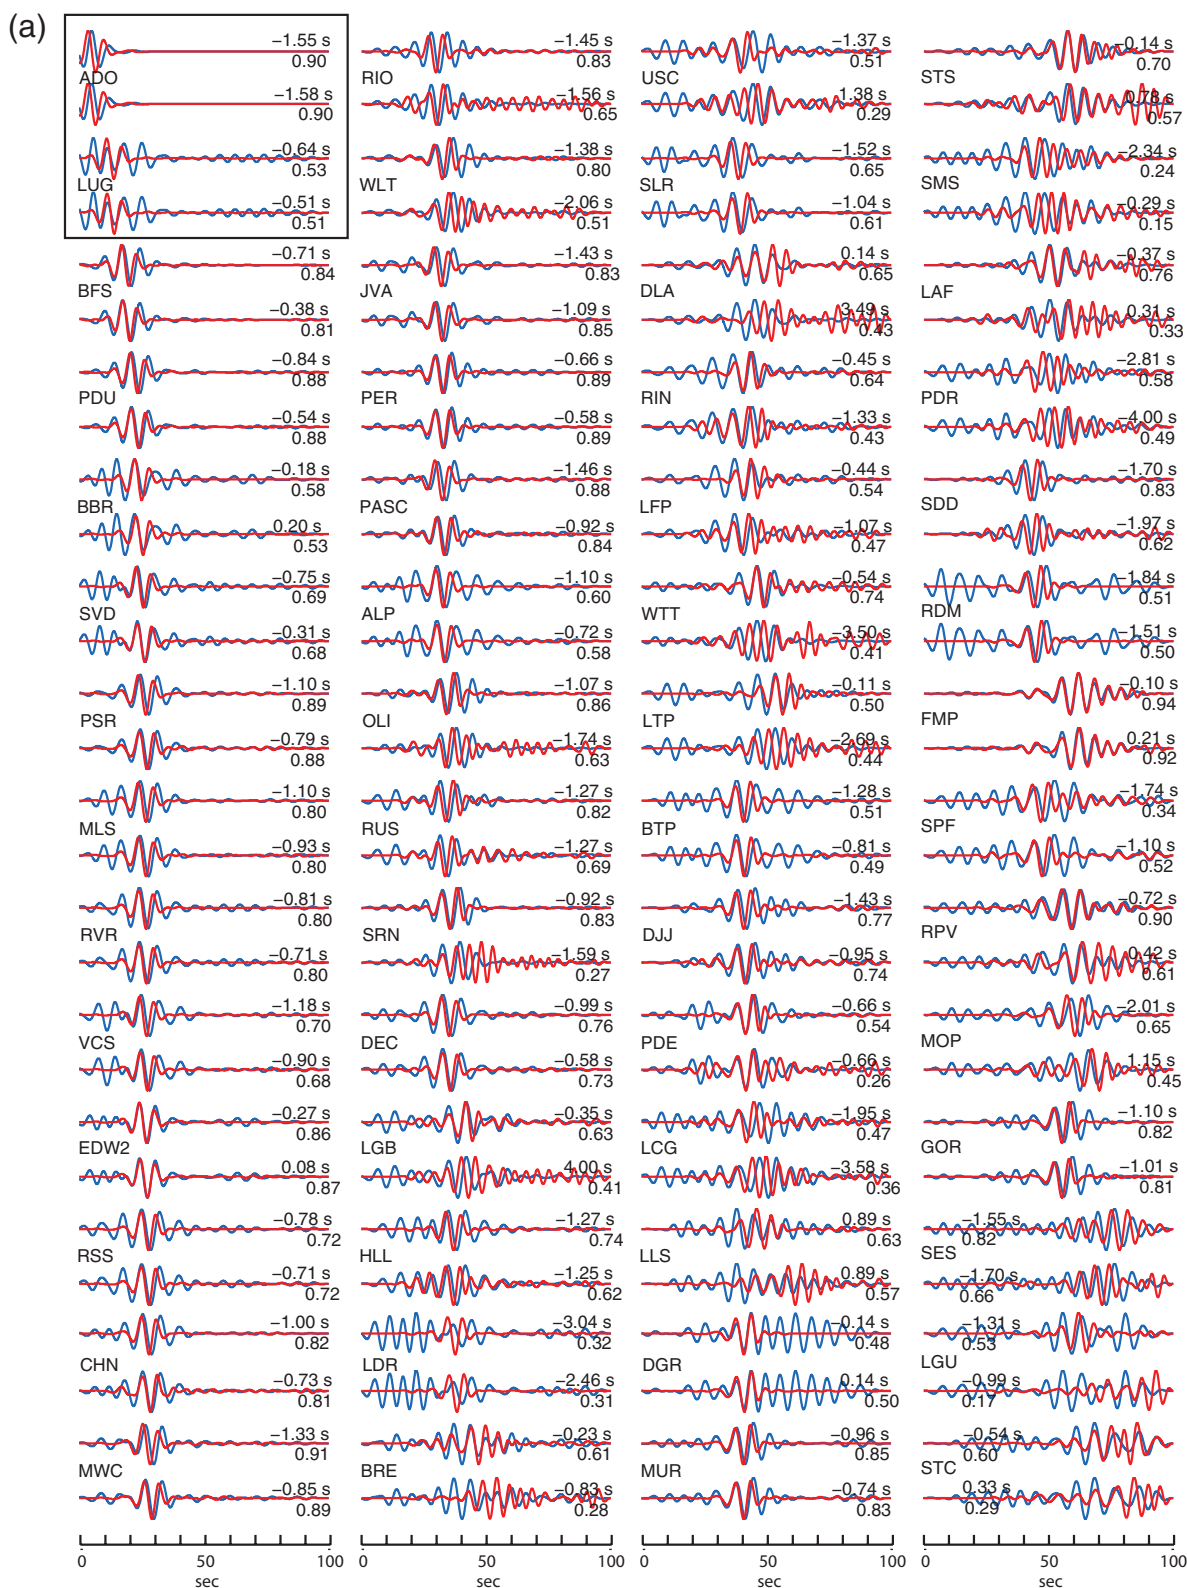 (a)
−1.55 s
0.90
ADO
−1.58 s
0.90
−0.64 s
0.53
LUG
−0.51 s
0.51
−0.71 s
0.84
BFS
−0.38 s
0.81
−0.84 s
0.88
PDU
−0.54 s
0.88
−0.18 s
0.58
BBR
0.20 s
0.53
−0.75 s
0.69
SVD
−0.31 s
0.68
−1.10 s
0.89
PSR
−0.79 s
0.88
−1.10 s
0.80
MLS
−0.93 s
0.80
−0.81 s
0.80
RVR
−0.71 s
0.80
−1.18 s
0.70
VCS
−0.90 s
0.68
−0.27 s
0.86
EDW2
0.08 s
0.87
−0.78 s
0.72
RSS
−0.71 s
0.72
−1.00 s
0.82
CHN
−0.73 s
0.81
−1.33 s
0.91
MWC
−0.85 s
0.89
0 50 100
sec
−1.45 s
0.83
RIO
−1.56 s
0.65
−1.38 s
0.80
WLT
−2.06 s
0.51
−1.43 s
0.83
JVA
−1.09 s
0.85
−0.66 s
0.89
PER
−0.58 s
0.89
−1.46 s
0.88
PASC
−0.92 s
0.84
−1.10 s
0.60
ALP
−0.72 s
0.58
−1.07 s
0.86
OLI
−1.74 s
0.63
−1.27 s
0.82
RUS
−1.27 s
0.69
−0.92 s
0.83
SRN
−1.59 s
0.27
−0.99 s
0.76
DEC
−0.58 s
0.73
−0.35 s
0.63
LGB
4.00 s
0.41
−1.27 s
0.74
HLL
−1.25 s
0.62
−3.04 s
0.32
LDR
−2.46 s
0.31
−0.23 s
0.61
BRE
−0.83 s
0.28
0 50 100
sec
−1.37 s
0.51
USC
1.38 s
0.29
−1.52 s
0.65
SLR
−1.04 s
0.61
0.14 s
0.65
DLA
3.49 s
0.43
−0.45 s
0.64
RIN
−1.33 s
0.43
−0.44 s
0.54
LFP
−1.07 s
0.47
−0.54 s
0.74
WTT
−3.50 s
0.41
−0.11 s
0.50
LTP
−2.69 s
0.44
−1.28 s
0.51
BTP
−0.81 s
0.49
−1.43 s
0.77
DJJ
−0.95 s
0.74
−0.66 s
0.54
PDE
−0.66 s
0.26
−1.95 s
0.47
LCG
−3.58 s
0.36
0.89 s
0.63
LLS
0.89 s
0.57
−0.14 s
0.48
DGR
0.14 s
0.50
−0.96 s
0.85
MUR
−0.74 s
0.83
0 50 100
sec
−0.14 s
0.70
STS
0.78 s
0.57
−2.34 s
0.24
SMS
−0.29 s
0.15
−0.37 s
0.76
LAF
0.31 s
0.33
−2.81 s
0.58
PDR
−4.00 s
0.49
−1.70 s
0.83
SDD
−1.97 s
0.62
−1.84 s
0.51
RDM
−1.51 s
0.50
−0.10 s
0.94
FMP
0.21 s
0.92
−1.74 s
0.34
SPF
−1.10 s
0.52
−0.72 s
0.90
RPV
−0.42 s
0.61
−2.01 s
0.65
MOP
0.45
−1.10 s
0.82
GOR
−1.01 s
0.81
−1.55 s
0.82
SES
−1.70 s
0.66
−1.31 s
0.53
LGU
−0.99 s
0.17
−0.54 s
0.60
STC
0.33 s
0.29
0 50 100
sec